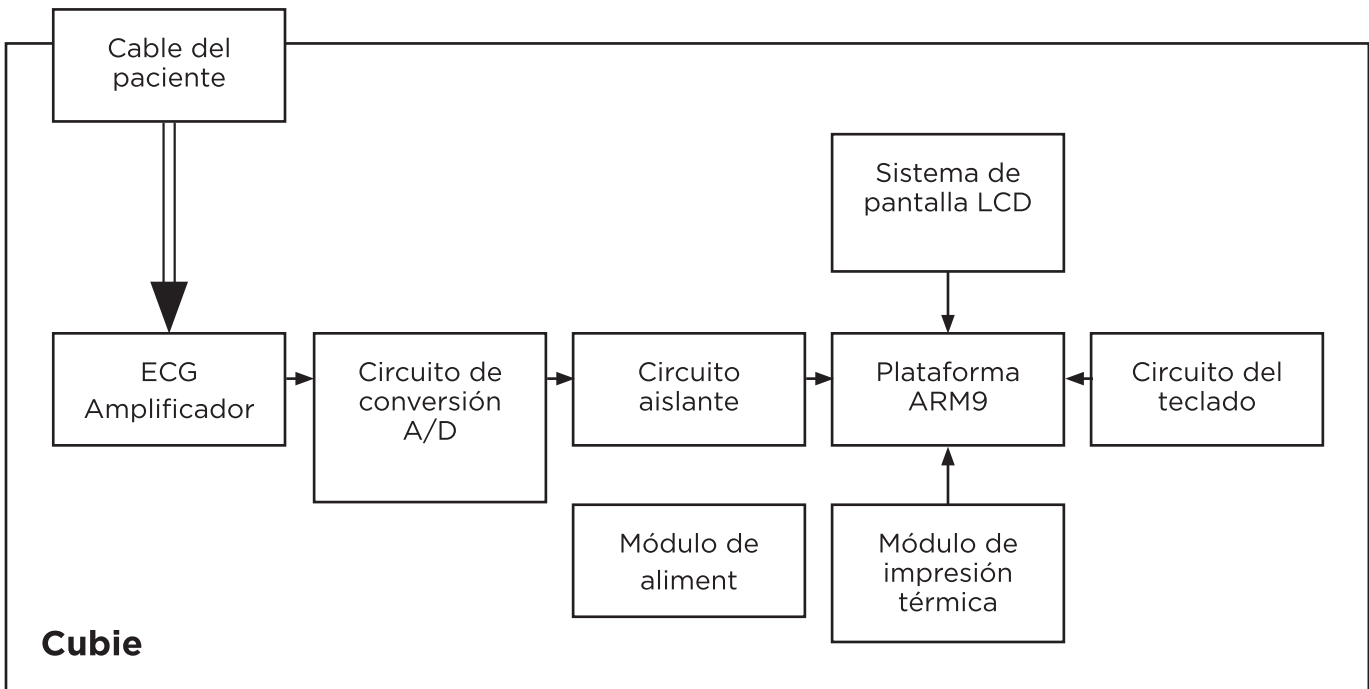 Cable del
paciente
Sistema de
pantalla LCD
ECG
Amplificador
Circuito de
conversión
A/D
Circuito
aislante
Plataforma
ARM9
Circuito del
teclado
Módulo de
aliment
Módulo de
impresión
térmica
Cubie